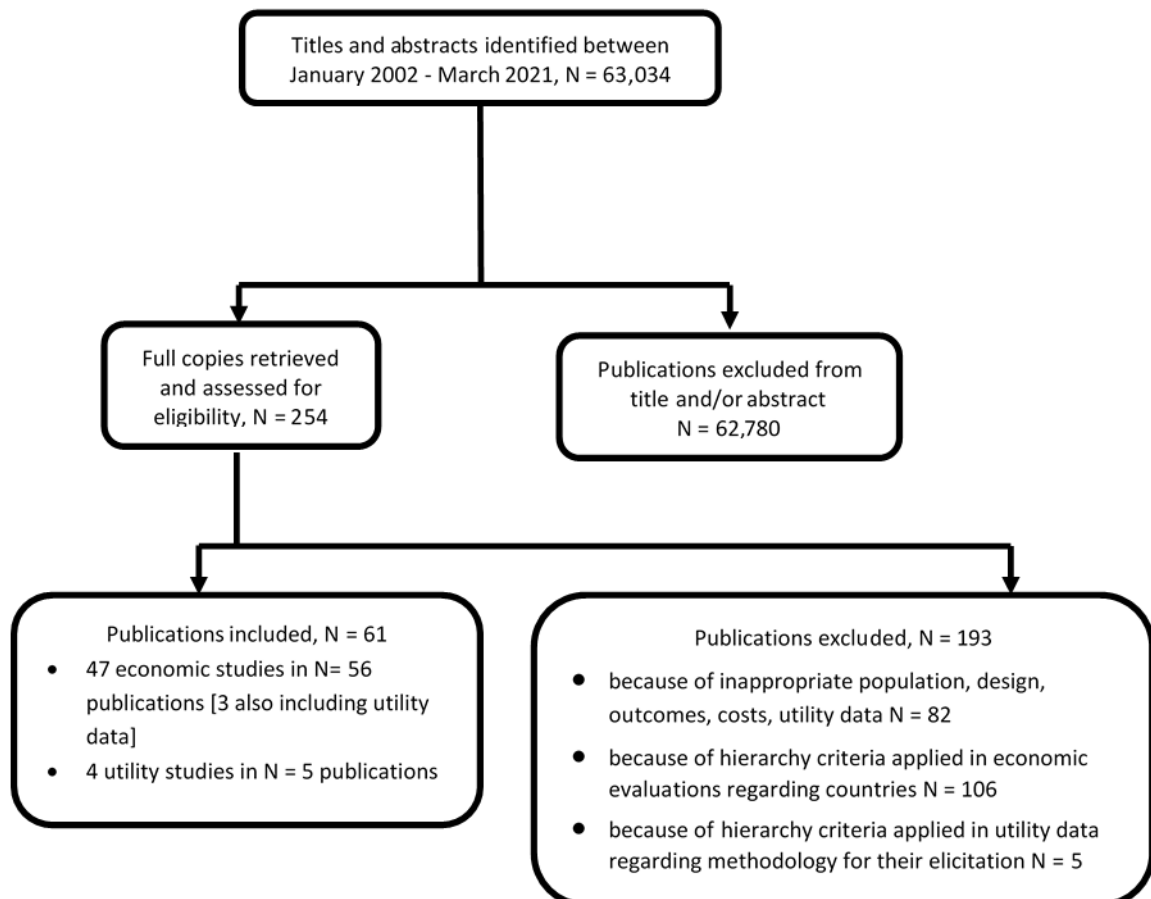 Titles and abstracts identified between
January 2002 - March 2021, N = 63,034
Full copies retrieved
and assessed for
eligibility, N = 254
Publications excluded from
title and/or abstract
N = 62,780
Publications included, N = 61
• 47 economic studies in N= 56
publications [3 also including utility
data]
• 4 utility studies in N = 5 publications
Publications excluded, N = 193
• because of inappropriate population, design,
outcomes, costs, utility data N = 82
• because of hierarchy criteria applied in economic
evaluations regarding countries N = 106
• because of hierarchy criteria applied in utility data
regarding methodology for their elicitation N = 5